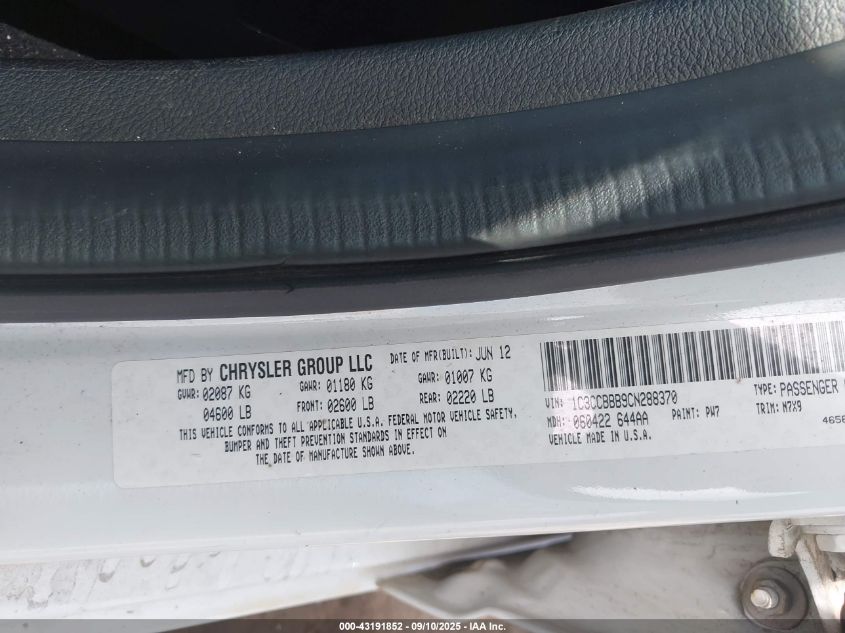 MFD BY CHRYSLER GROUP LLC DATE OF MFR(BUILT): JUN 12
GVWR: 02087 KG GAWR: 01180 KG GAWR: 01007 KG
04600 LB FRONT: 02600 LB REAR: 02220 LB
THIS VEHICLE CONFORMS TO ALL APPLICABLE U.S.A. FEDERAL MOTOR VEHICLE SAFETY,
BUMPER AND THEFT PREVENTION STANDARDS IN EFFECT ON
THE DATE OF MANUFACTURE SHOWN ABOVE.
VIN: 1C3CCBBB9CN288370 TYPE: PASSENGER
MDH: 060422 644AA PAINT: PW7 TRIM: M7X9
VEHICLE MADE IN U.S.A.
000-43191852 - 09/10/2025 - IAA Inc.